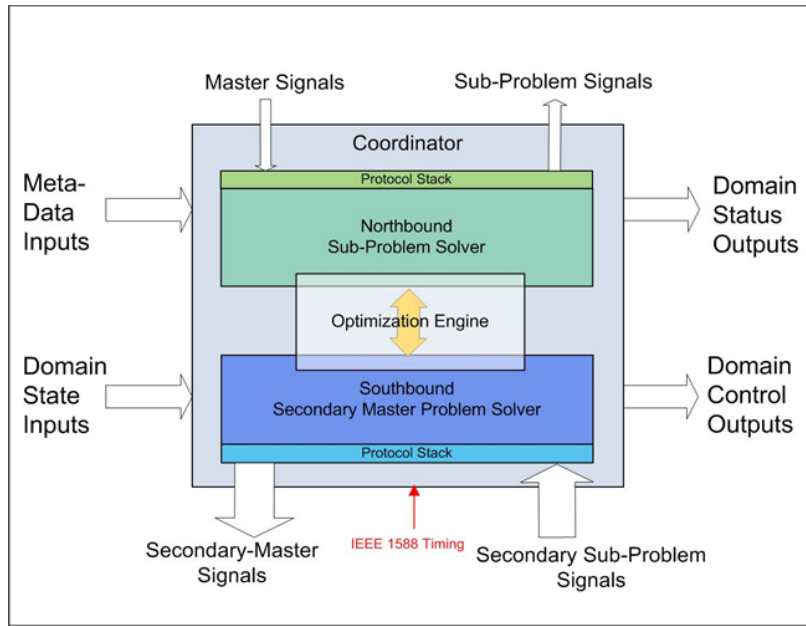 Master Signals
Sub-Problem Signals
Coordinator
Protocol Stack
Meta-
Data
Inputs
Northbound
Sub-Problem Solver
Domain
Status
Outputs
Optimization Engine
Domain
State
Inputs
Southbound
Secondary Master Problem Solver
Domain
Control
Outputs
Protocol Stack
Secondary-Master
Signals
IEEE 1588 Timing
Secondary Sub-Problem
Signals